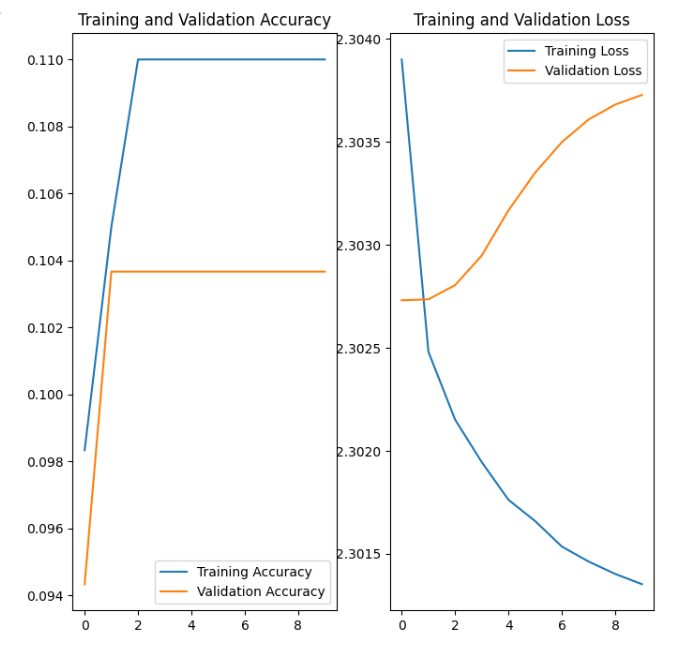 Training and Validation Accuracy
0.110
0.108
0.106
0.104
0.102
0.100
0.098
0.096
0.094
0 2 4 6 8
Training Accuracy
Validation Accuracy
Training and Validation Loss
2.3040
2.3035
2.3030
2.3025
2.3020
2.3015
0 2 4 6 8
Training Loss
Validation Loss